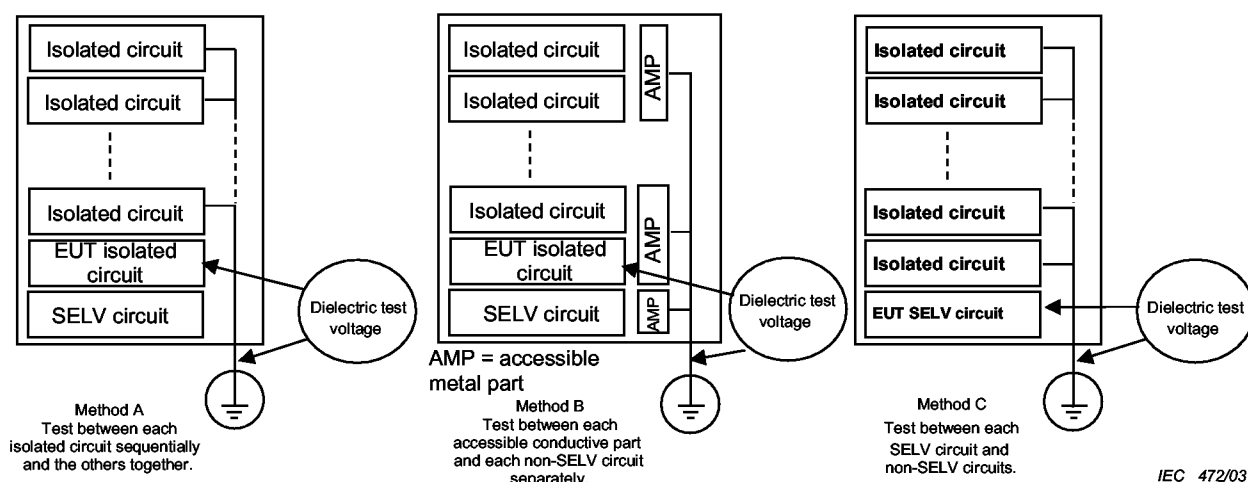 Isolated circuit
Isolated circuit
Isolated circuit
EUT isolated
circuit
SELV circuit
Dielectric test
voltage
Method A
Test between each
isolated circuit sequentially
and the others together.
Isolated circuit
Isolated circuit
AMP
Isolated circuit
EUT isolated
circuit
AMP
SELV circuit
AMP
Dielectric test
voltage
AMP = accessible
metal part
Method B
Test between each
accessible conductive part
and each non-SELV circuit
separately
Isolated circuit
Isolated circuit
Isolated circuit
Isolated circuit
EUT SELV circuit
Dielectric test
voltage
Method C
Test between each
SELV circuit and
non-SELV circuits.
IEC 472/03